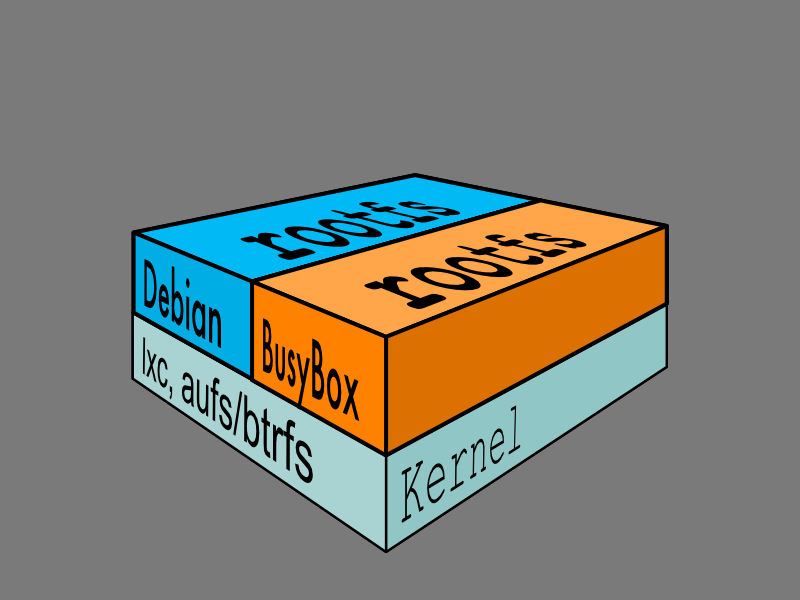 rootfs
rootfs
Debian
BusyBox
lxc, aufs/btrfs
Kernel